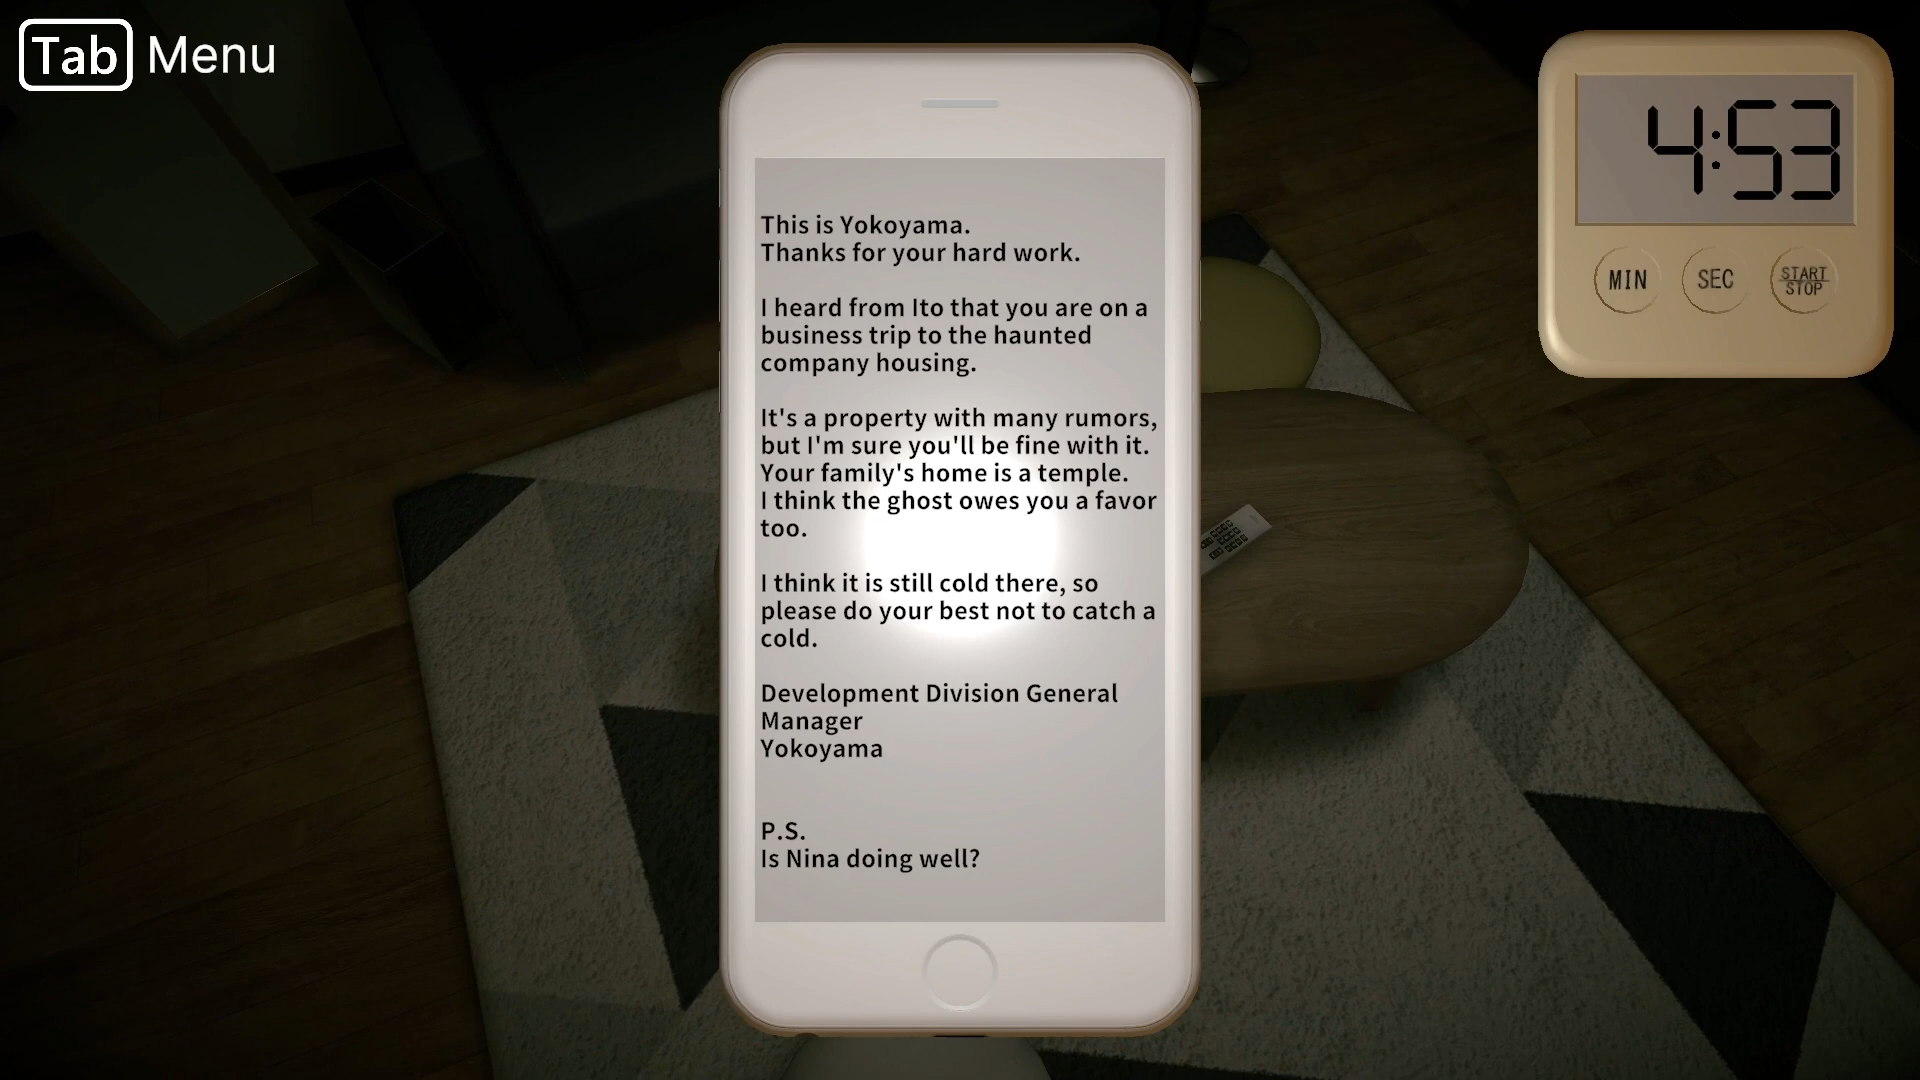 Tab Menu
This is Yokoyama.
Thanks for your hard work.
I heard from Ito that you are on a
business trip to the haunted
company housing.
It's a property with many rumors,
but I'm sure you'll be fine with it.
Your family's home is a temple.
I think the ghost owes you a favor
too.
I think it is still cold there, so
please do your best not to catch a
cold.
Development Division General
Manager
Yokoyama
P.S.
Is Nina doing well?
4:53
MIN SEC START
STOP